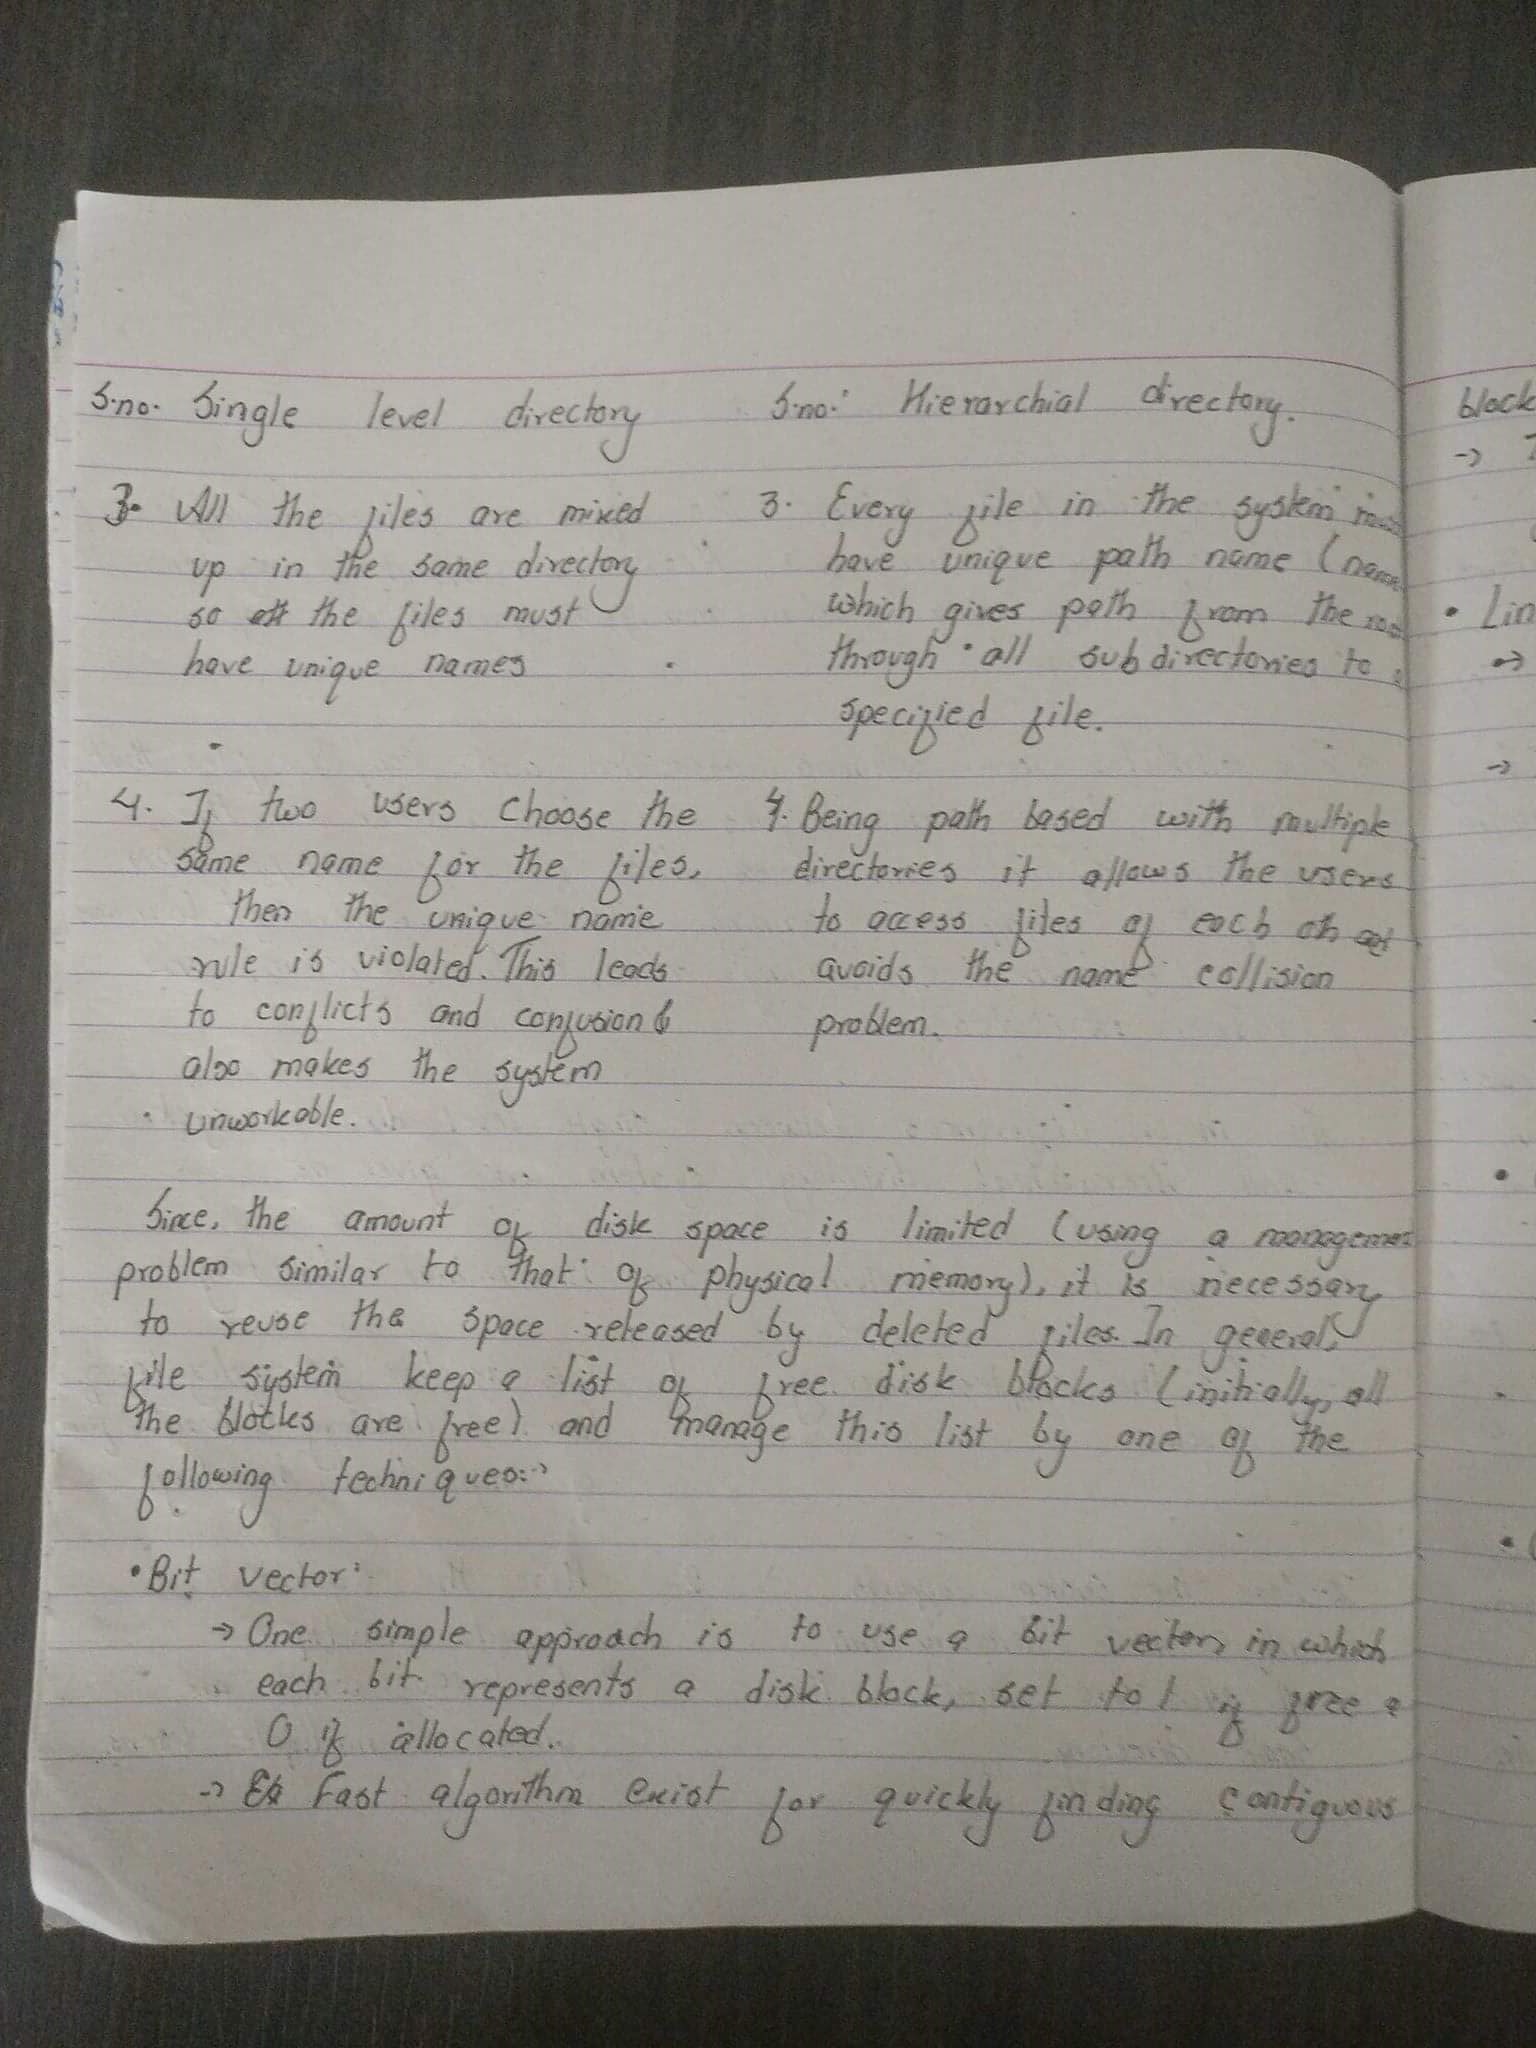 S.no. Single level directory
3. All the files are mixed
up in the same directory
so the files must
have unique names
4. If two users choose the
same name for the files,
then the unique name
rule is violated. This leads
to conflicts and confusion &
also makes the system
unworkable.
S.no. Hierarchial directory.
3. Every file in the system
have unique path name (name
which gives path from the
through all subdirectories to
specified file.
4. Being path based with multiple
directories it allows the users
to access files of each oh
avoids the name collision
problem.
Since, the amount of disk space is limited (using a managemen
problem similar to that of physical memory), it is necessary
to reuse the space released by deleted files. In general,
file system keep a list of free disk blocks (initially, all
the blocks are free) and manage this list by one of the
following techniques:→
• Bit vector:
→ One simple approach is to use a bit vector, in which
each bit represents a disk block, set to 1 if free
0 if allocated.
→ Fast algorithm exist for quickly finding contiguous
block
→
• Lin
→
→